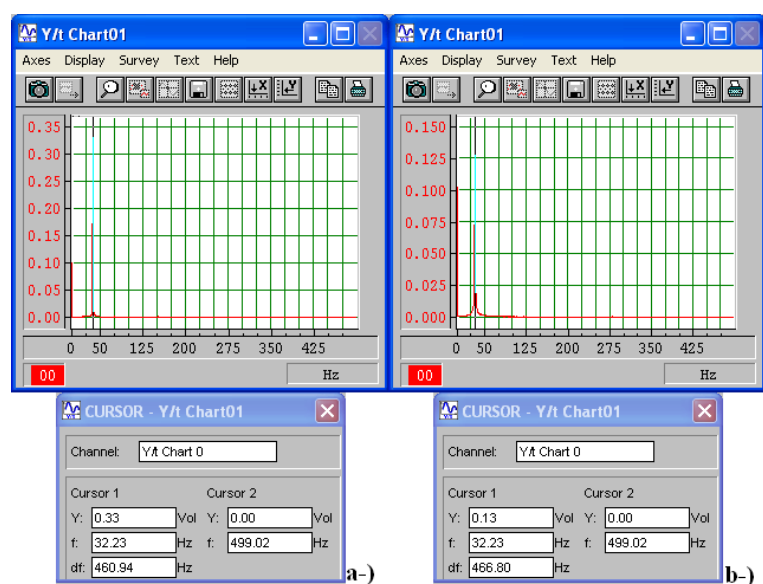 Y/t Chart01
Axes Display Survey Text Help
0.35
0.30
0.25
0.20
0.15
0.10
0.05
0.00
0 50 125 200 275 350 425
00 Hz
CURSOR - Y/t Chart01
Channel: Y/t Chart 0
Cursor 1 Cursor 2
Y: 0.33 Vol Y: 0.00 Vol
f: 32.23 Hz f: 499.02 Hz
df: 460.94 Hz
a-)
Y/t Chart01
Axes Display Survey Text Help
0.150
0.125
0.100
0.075
0.050
0.025
0.000
0 50 125 200 275 350 425
00 Hz
CURSOR - Y/t Chart01
Channel: Y/t Chart 0
Cursor 1 Cursor 2
Y: 0.13 Vol Y: 0.00 Vol
f: 32.23 Hz f: 499.02 Hz
df: 466.80 Hz
b-)